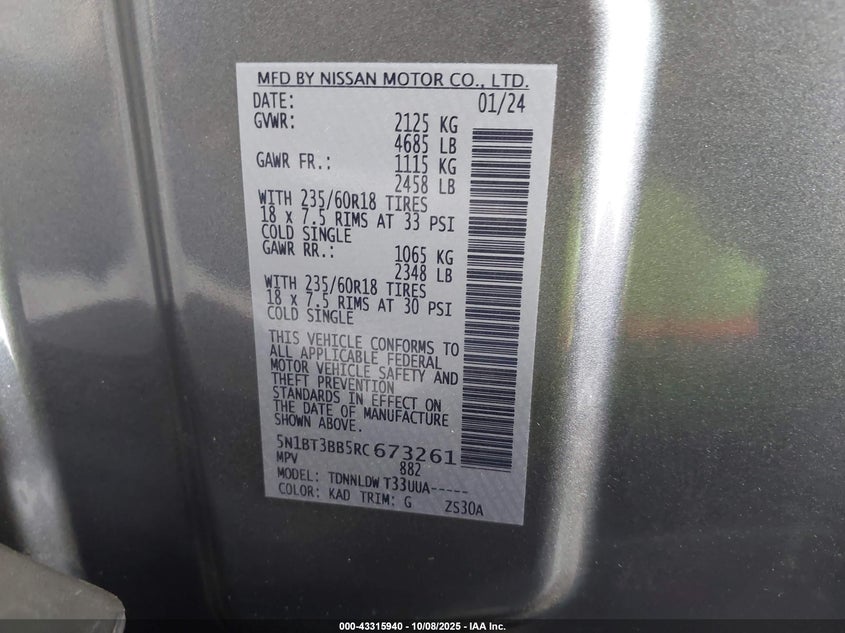 MFD BY NISSAN MOTOR CO., LTD.
DATE: 01/24
GVWR: 2125 KG
4685 LB
GAWR FR.: 1115 KG
2458 LB
WITH 235/60R18 TIRES
18 x 7.5 RIMS AT 33 PSI
COLD SINGLE
GAWR RR.: 1065 KG
2348 LB
WITH 235/60R18 TIRES
18 x 7.5 RIMS AT 30 PSI
COLD SINGLE
THIS VEHICLE CONFORMS TO
ALL APPLICABLE FEDERAL
MOTOR VEHICLE SAFETY AND
THEFT PREVENTION
STANDARDS IN EFFECT ON
THE DATE OF MANUFACTURE
SHOWN ABOVE.
5N1BT3BB5RC673261
MPV 882
MODEL: TDNNLDW T33UUA-----
COLOR: KAD TRIM: G ZS30A
000-43315940 - 10/08/2025 - IAA Inc.